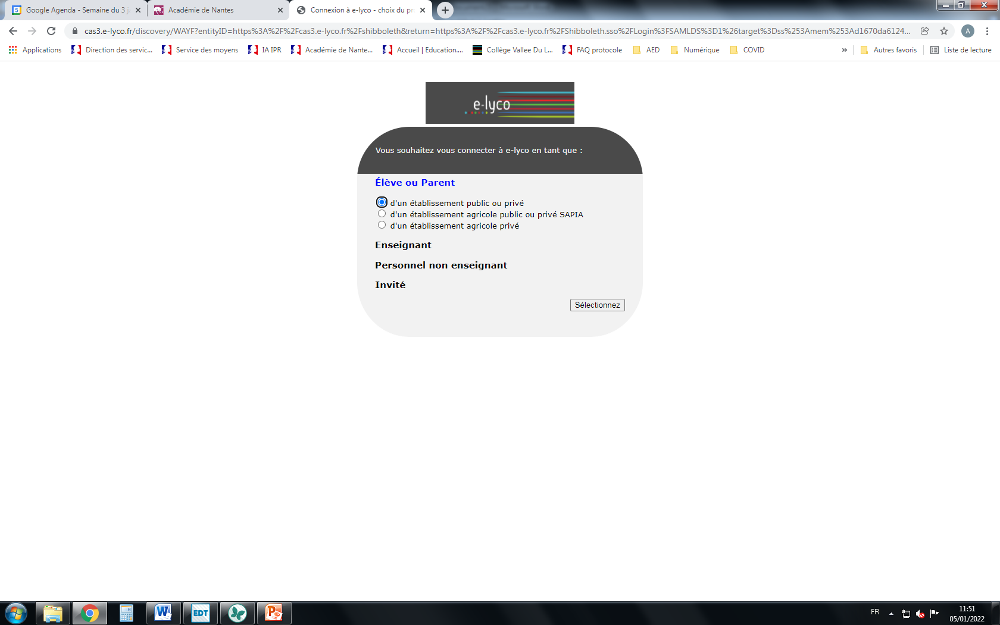 Google Agenda - Semaine du 3 j
Académie de Nantes
Connexion à e-lyco - choix du pr
cas3.e-lyco.fr/discovery/WAYF?entityID=https%3A%2F%2Fcas3.e-lyco.fr%2Fshibboleth&return=https%3A%2F%2Fcas3.e-lyco.fr%2FShibboleth.sso%2FLogin%3FSAMLDS%3D1%26target%3Dss%253Amem%253Ad1670da6124...
A
Applications
Direction des servic...
Service des moyens
IA IPR
Académie de Nante...
Accueil | Education....
Collège Vallee Du L...
FAQ protocole
AED
Numérique
COVID
»
Autres favoris
Liste de lecture
e-lyco
Vous souhaitez vous connecter à e-lyco en tant que :
Élève ou Parent
d'un établissement public ou privé
d'un établissement agricole public ou privé SAPIA
d'un établissement agricole privé
Enseignant
Personnel non enseignant
Invité
Sélectionnez
EDT
FR
11:51
05/01/2022